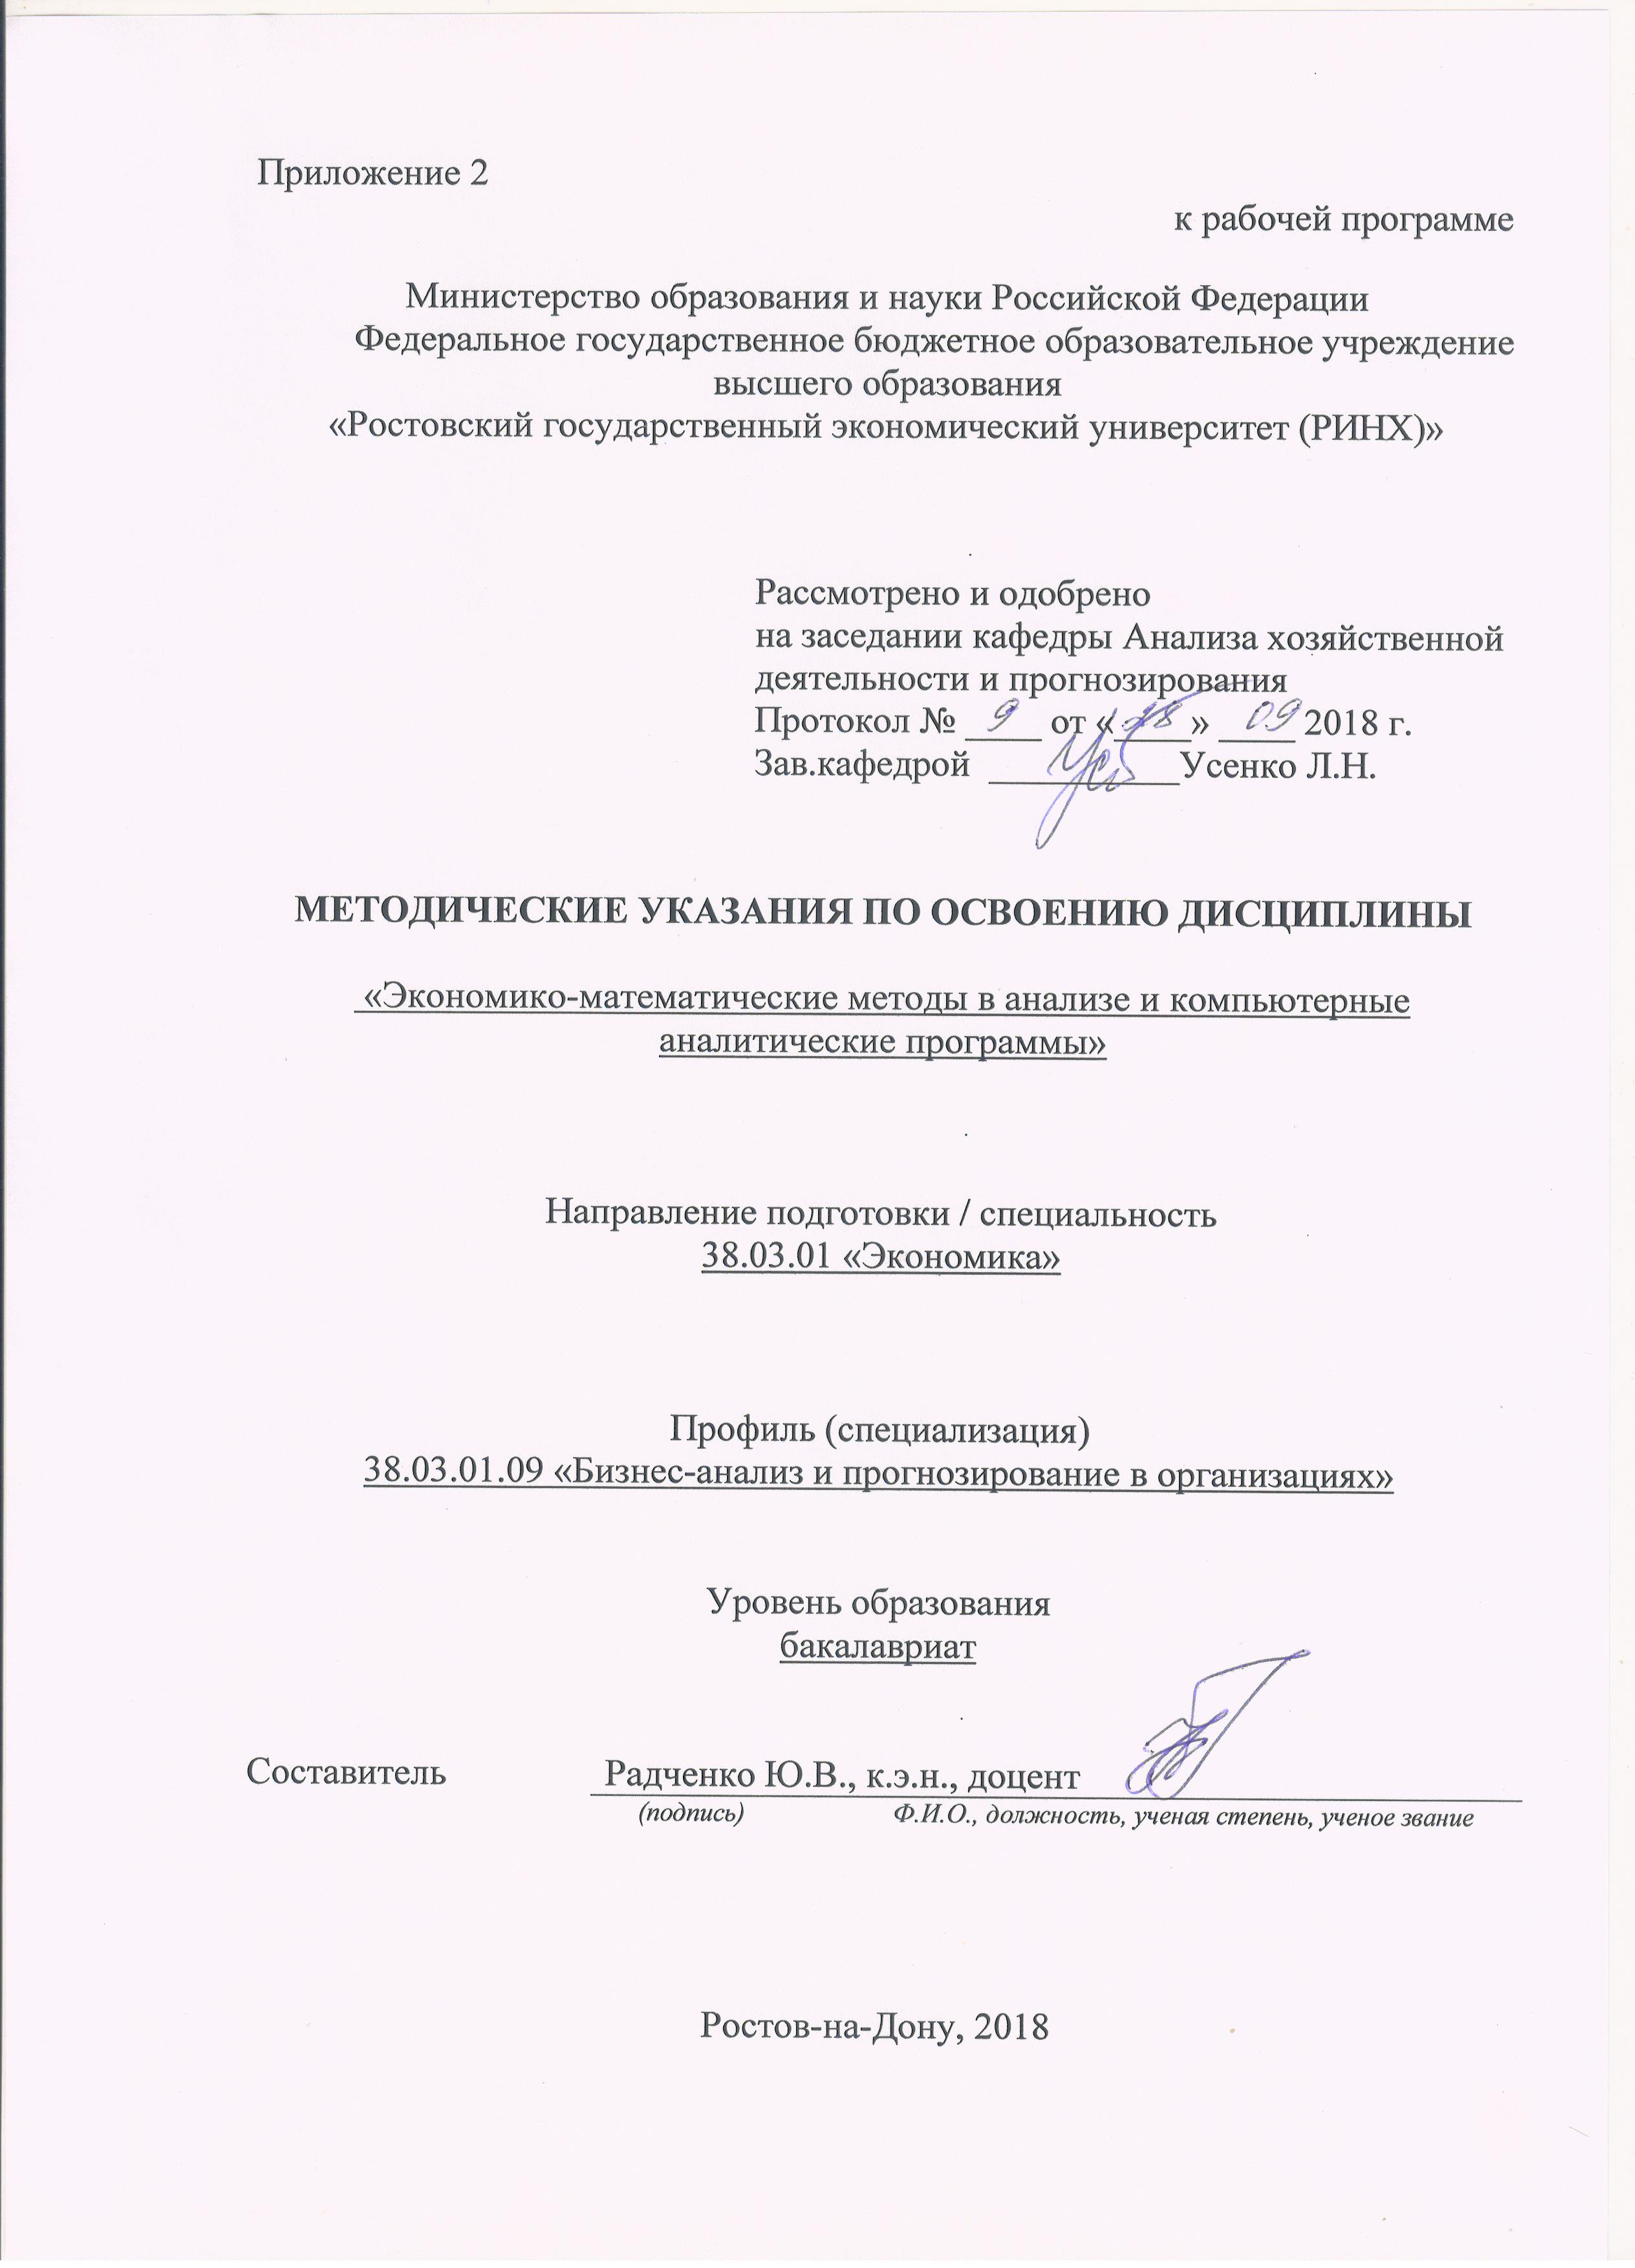 Приложение 2
к рабочей программе
Министерство образования и науки Российской Федерации
Федеральное государственное бюджетное образовательное учреждение
высшего образования
«Ростовский государственный экономический университет (РИНХ)»
Рассмотрено и одобрено
на заседании кафедры Анализа хозяйственной
деятельности и прогнозирования
Протокол № 9 от « » 09 2018 г.
Зав.кафедрой Усенко Л.Н.
МЕТОДИЧЕСКИЕ УКАЗАНИЯ ПО ОСВОЕНИЮ ДИСЦИПЛИНЫ
«Экономико-математические методы в анализе и компьютерные
аналитические программы»
Направление подготовки / специальность
38.03.01 «Экономика»
Профиль (специализация)
38.03.01.09 «Бизнес-анализ и прогнозирование в организациях»
Уровень образования
бакалавриат
Составитель Радченко Ю.В., к.э.н., доцент
(подпись) Ф.И.О., должность, ученая степень, ученое звание
Ростов-на-Дону, 2018